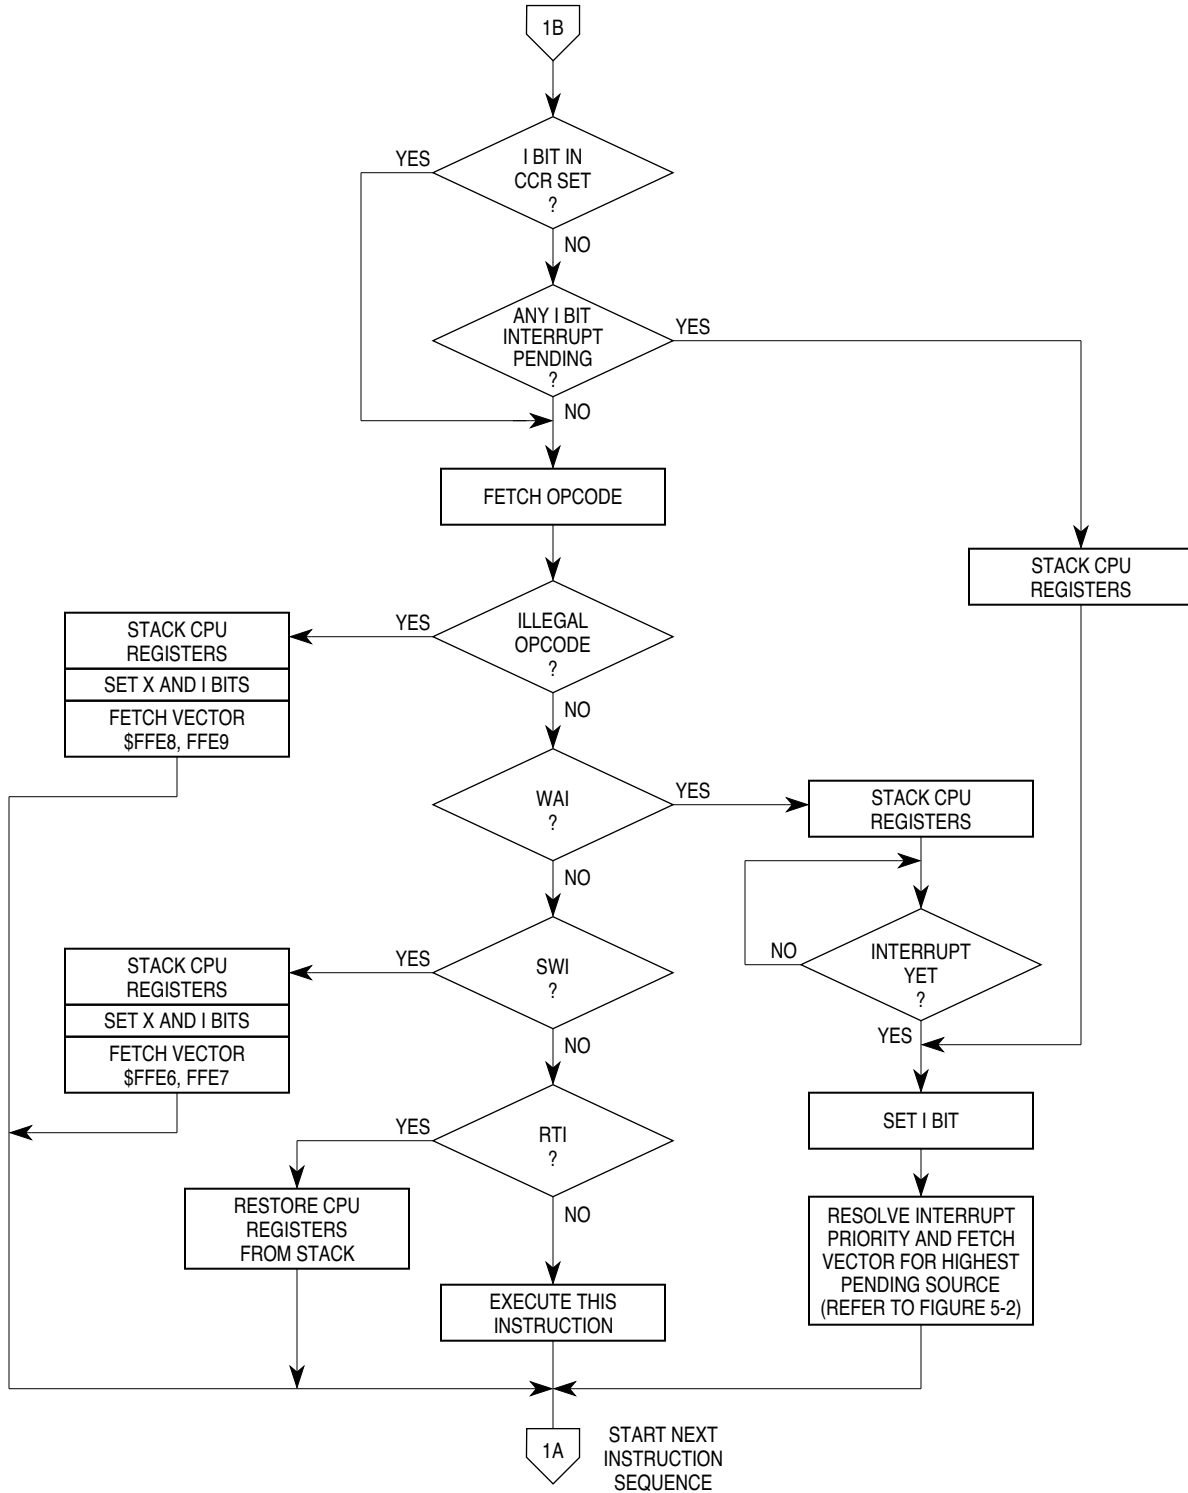 1B
I BIT IN
CCR SET
?
YES
NO
ANY I BIT
INTERRUPT
PENDING
?
YES
NO
FETCH OPCODE
STACK CPU
REGISTERS
ILLEGAL
OPCODE
?
YES
NO
STACK CPU
REGISTERS
SET X AND I BITS
FETCH VECTOR
$FFE8, FFE9
WAI
?
YES
NO
STACK CPU
REGISTERS
INTERRUPT
YET
?
NO
YES
SWI
?
YES
NO
STACK CPU
REGISTERS
SET X AND I BITS
FETCH VECTOR
$FFE6, FFE7
SET I BIT
RTI
?
YES
NO
RESTORE CPU
REGISTERS
FROM STACK
RESOLVE INTERRUPT
PRIORITY AND FETCH
VECTOR FOR HIGHEST
PENDING SOURCE
(REFER TO FIGURE 5-2)
EXECUTE THIS
INSTRUCTION
1A
START NEXT
INSTRUCTION
SEQUENCE